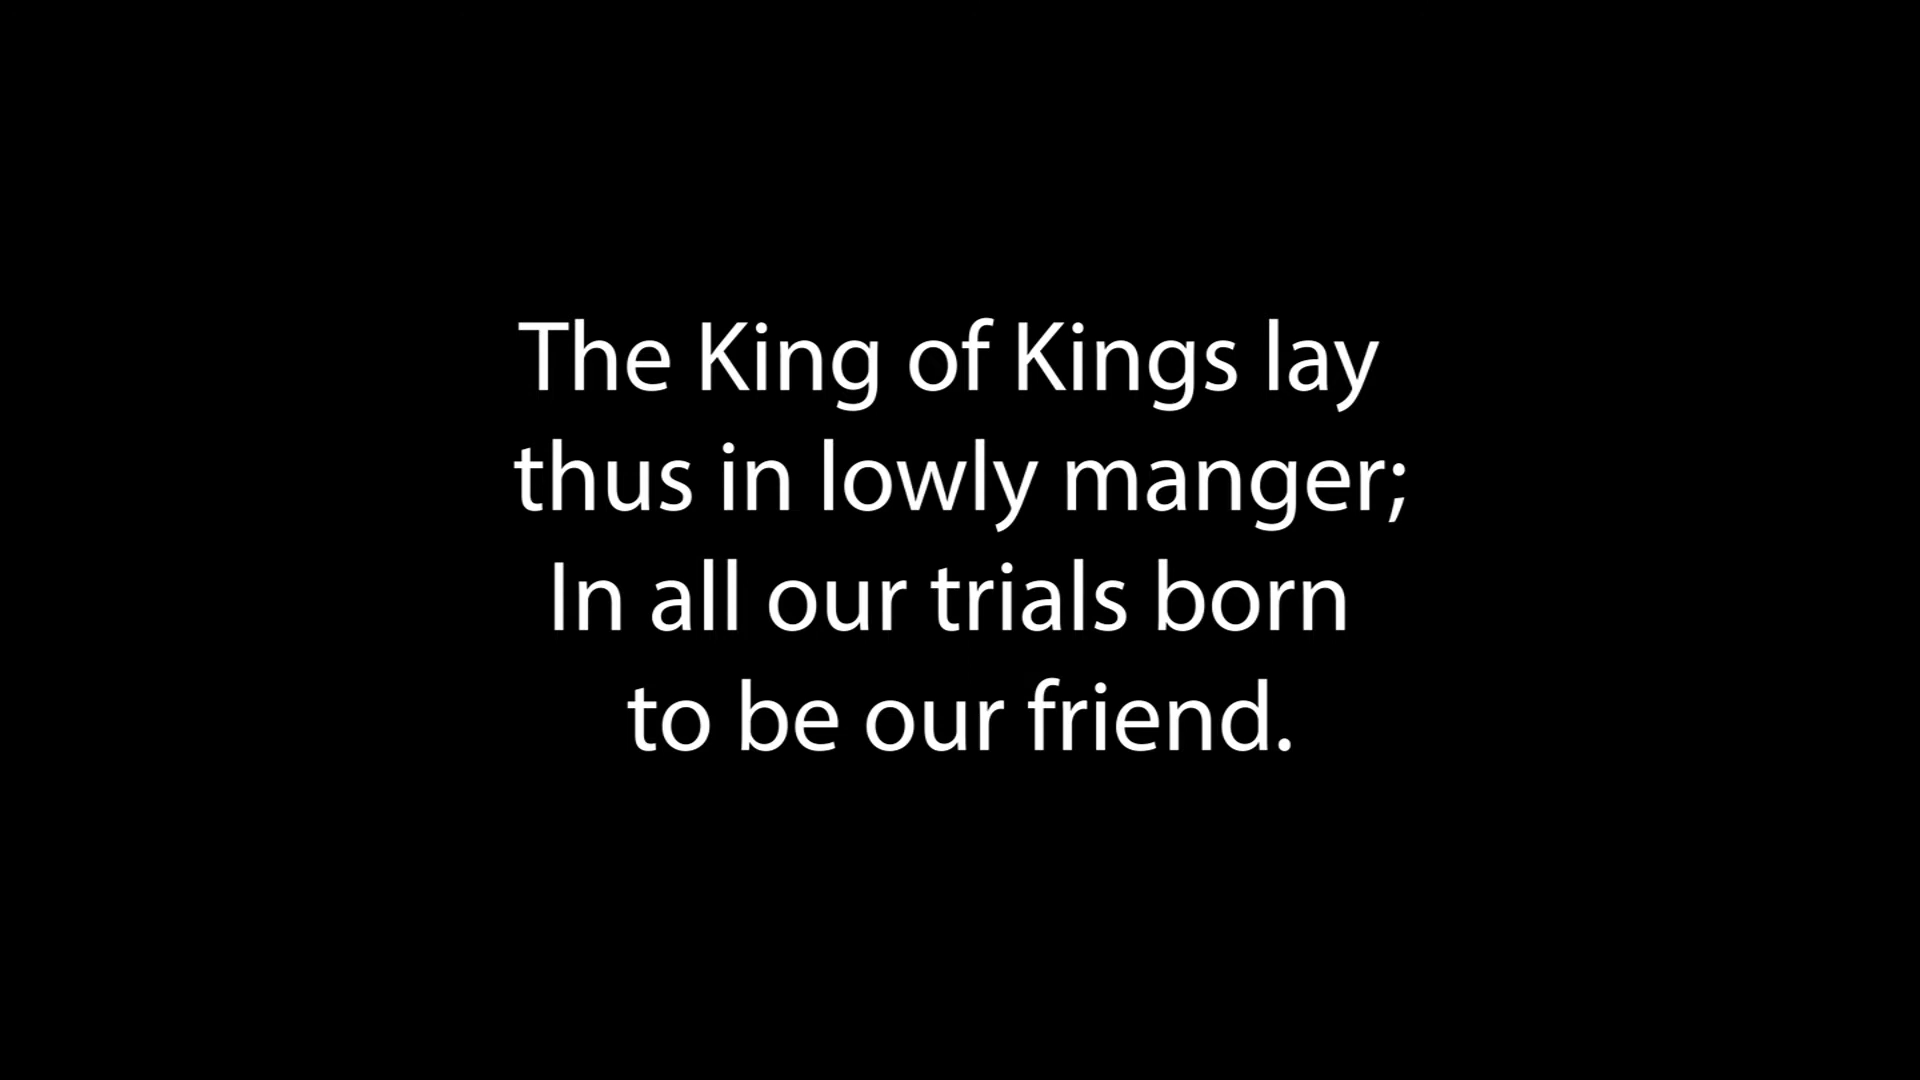 The King of Kings lay
thus in lowly manger;
In all our trials born
to be our friend.